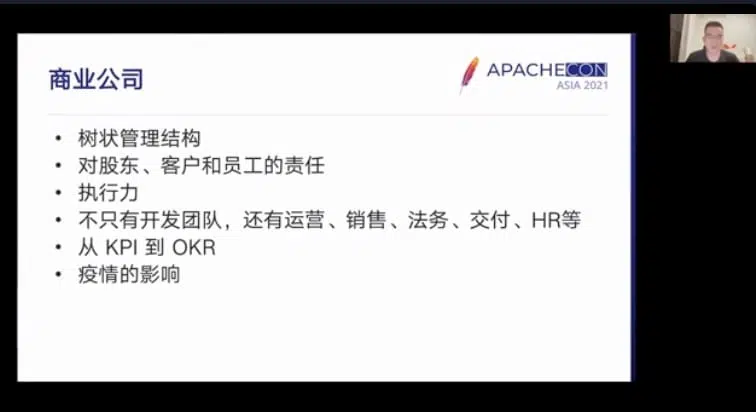 商业公司
APACHECON
ASIA 2021
• 树状管理结构
• 对股东、客户和员工的责任
• 执行力
• 不只有开发团队，还有运营、销售、法务、交付、HR等
• 从 KPI 到 OKR
• 疫情的影响